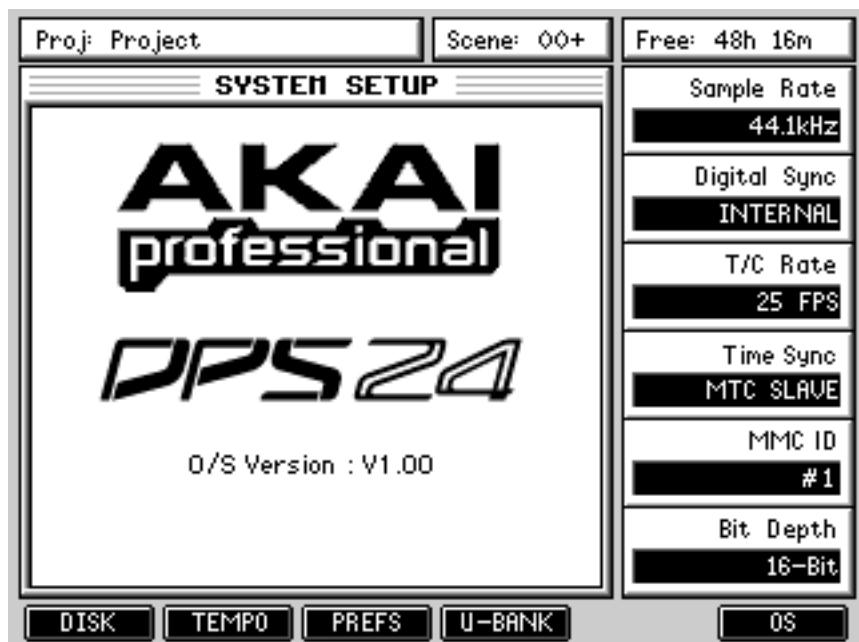 Proj: Project
Scene: 00+
Free: 48h 16m
SYSTEM SETUP
AKAI
professional
DPS24
O/S Version : V1.00
Sample Rate
44.1kHz
Digital Sync
INTERNAL
T/C Rate
25 FPS
Time Sync
MTC SLAVE
MMC ID
#1
Bit Depth
16-Bit
DISK
TEMPO
PREFS
U-BANK
OS